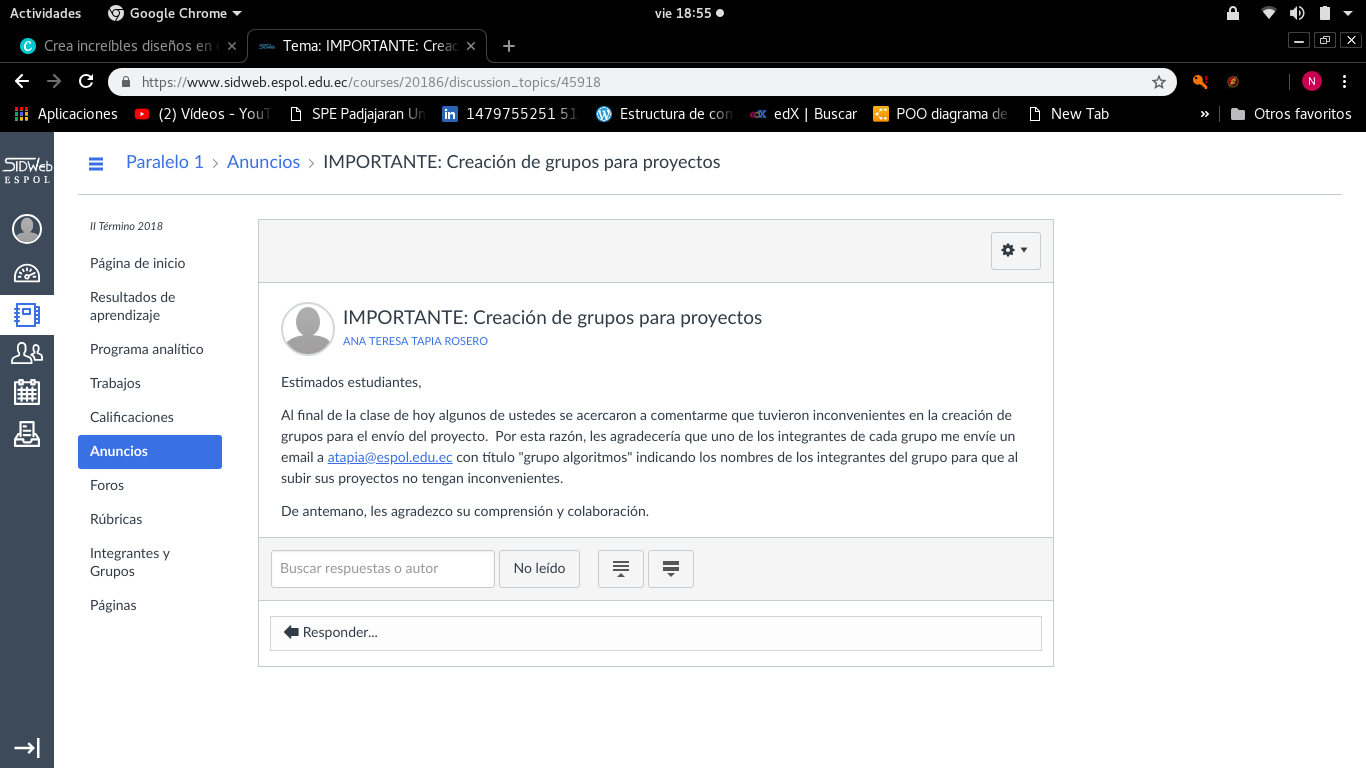 Actividades Google Chrome vie 18:55
Crea increíbles diseños en Tema: IMPORTANTE: Creac
https://www.sidweb.espol.edu.ec/courses/20186/discussion_topics/45918 N
Aplicaciones (2) Vídeos - YouT SPE Padjajaran Un 1479755251 51 Estructura de con edX | Buscar POO diagrama de New Tab » Otros favoritos
SIDWeb
ESPOL
Paralelo 1 > Anuncios > IMPORTANTE: Creación de grupos para proyectos
II Término 2018
Página de inicio
Resultados de
aprendizaje
Programa analítico
Trabajos
Calificaciones
Anuncios
Foros
Rúbricas
Integrantes y
Grupos
Páginas
IMPORTANTE: Creación de grupos para proyectos
ANA TERESA TAPIA ROSERO
Estimados estudiantes,
Al final de la clase de hoy algunos de ustedes se acercaron a comentarme que tuvieron inconvenientes en la creación de
grupos para el envío del proyecto.  Por esta razón, les agradecería que uno de los integrantes de cada grupo me envíe un
email a atapia@espol.edu.ec con título "grupo algoritmos" indicando los nombres de los integrantes del grupo para que al
subir sus proyectos no tengan inconvenientes.
De antemano, les agradezco su comprensión y colaboración.
Buscar respuestas o autor No leído
Responder...